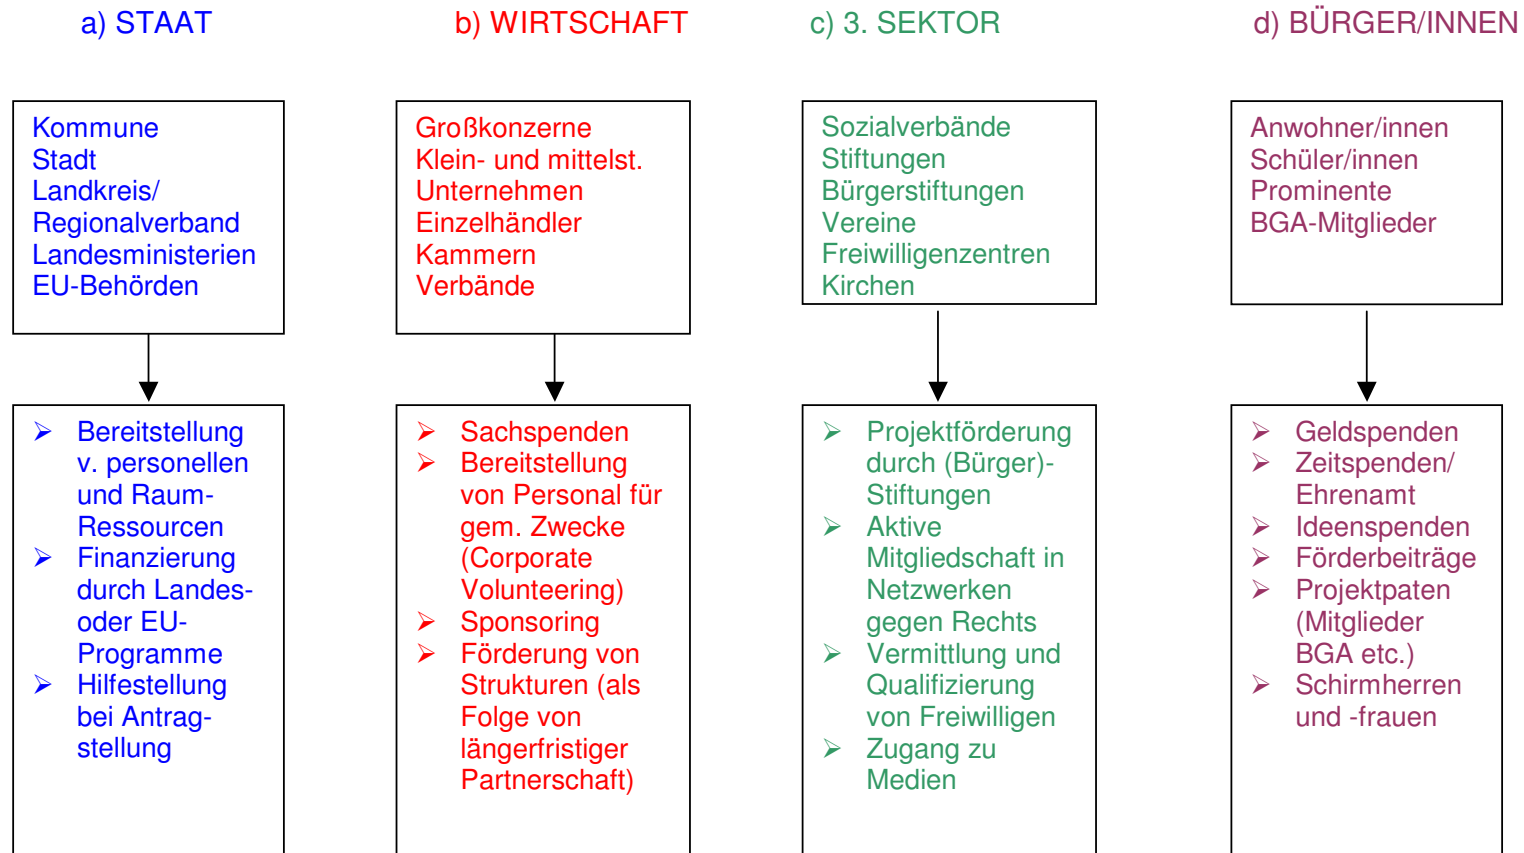 a) STAAT
b) WIRTSCHAFT
c) 3. SEKTOR
d) BÜRGER/INNEN
Kommune
Stadt
Landkreis/
Regionalverband
Landesministerien
EU-Behörden
Großkonzerne
Klein- und mittelst.
Unternehmen
Einzelhändler
Kammern
Verbände
Sozialverbände
Stiftungen
Bürgerstiftungen
Vereine
Freiwilligenzentren
Kirchen
Anwohner/innen
Schüler/innen
Prominente
BGA-Mitglieder
➢ Bereitstellung
v. personellen
und Raum-
Ressourcen
➢ Finanzierung
durch Landes-
oder EU-
Programme
➢ Hilfestellung
bei Antrag-
stellung
➢ Sachspenden
➢ Bereitstellung
von Personal für
gem. Zwecke
(Corporate
Volunteering)
➢ Sponsoring
➢ Förderung von
Strukturen (als
Folge von
längerfristiger
Partnerschaft)
➢ Projektförderung
durch (Bürger)-
Stiftungen
➢ Aktive
Mitgliedschaft in
Netzwerken
gegen Rechts
➢ Vermittlung und
Qualifizierung
von Freiwilligen
➢ Zugang zu
Medien
➢ Geldspenden
➢ Zeitspenden/
Ehrenamt
➢ Ideenspenden
➢ Förderbeiträge
➢ Projektpaten
(Mitglieder
BGA etc.)
➢ Schirmherren
und -frauen